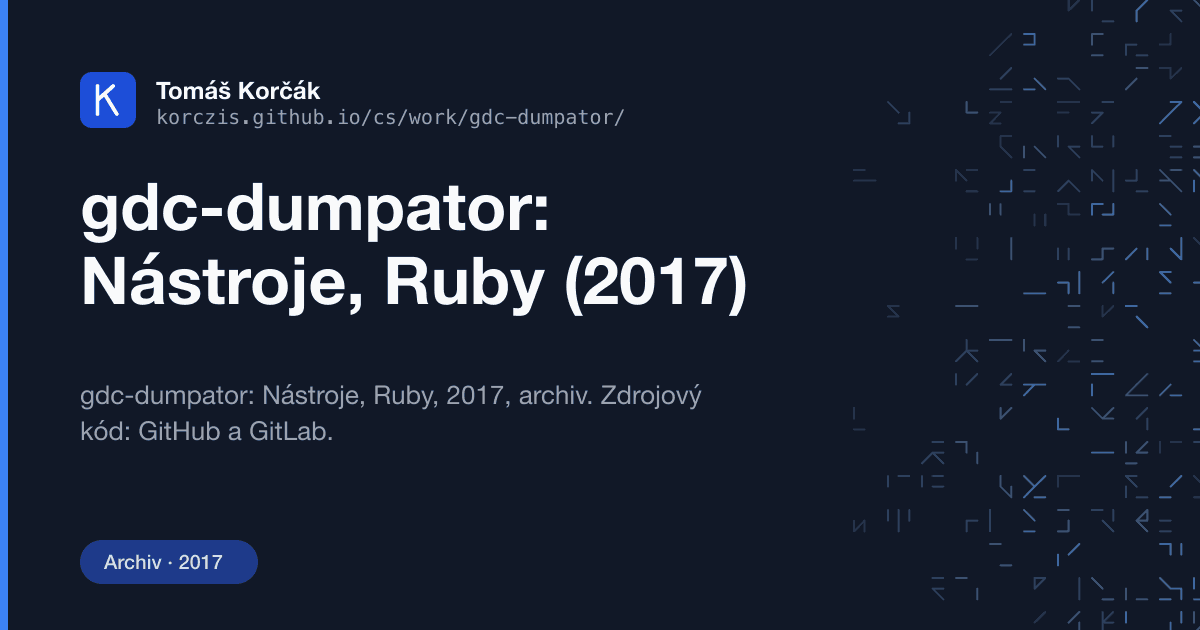 K
Tomáš Korčák
korczis.github.io/cs/work/gdc-dumpator/
gdc-dumpator:
Nástroje, Ruby (2017)
gdc-dumpator: Nástroje, Ruby, 2017, archiv. Zdrojový
kód: GitHub a GitLab.
Archiv · 2017